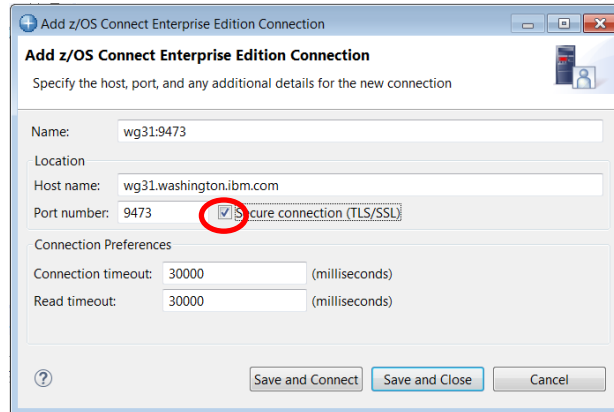 Add z/OS Connect Enterprise Edition Connection
Add z/OS Connect Enterprise Edition Connection
Specify the host, port, and any additional details for the new connection
Name: wg31:9473
Location
Host name: wg31.washington.ibm.com
Port number: 9473 Secure connection (TLS/SSL)
Connection Preferences
Connection timeout: 30000 (milliseconds)
Read timeout: 30000 (milliseconds)
? Save and Connect Save and Close Cancel